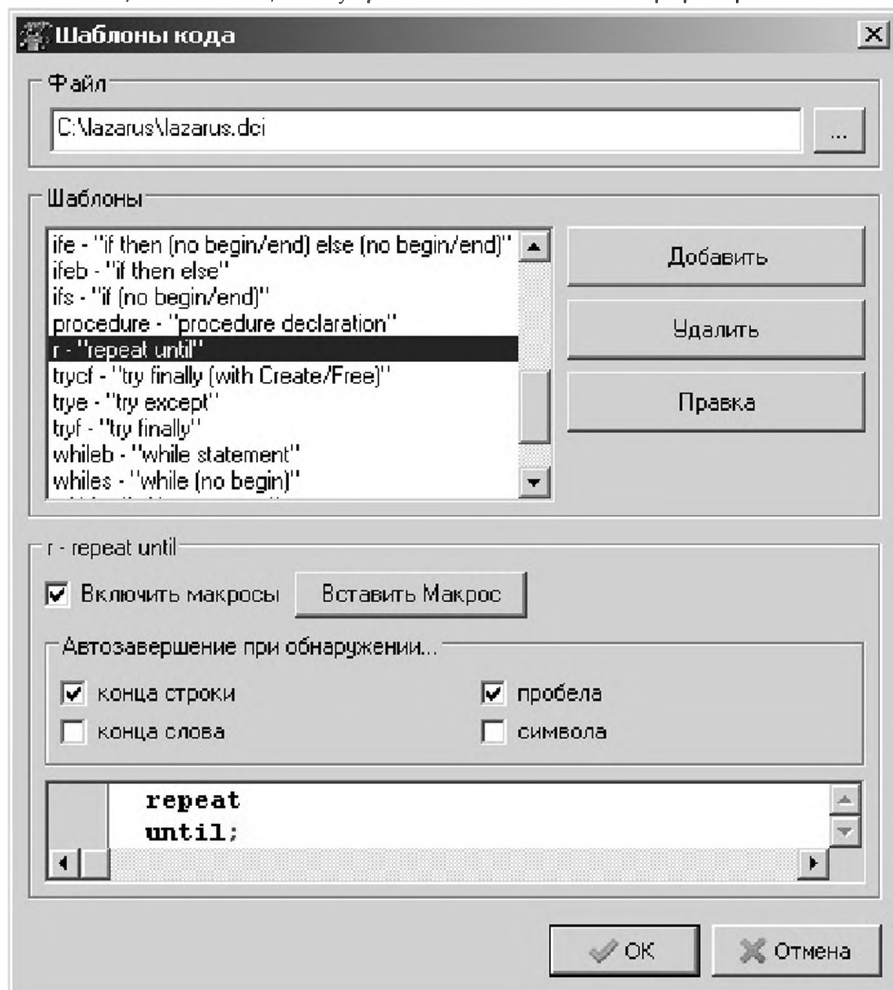 Шаблоны кода
Файл
C:\lazarus\lazarus.dci
...
Шаблоны
ife - "if then (no begin/end) else (no begin/end)"
ifeb - "if then else"
ifs - "if (no begin/end)"
procedure - "procedure declaration"
r - "repeat until"
trycf - "try finally (with Create/Free)"
trye - "try except"
tryf - "try finally"
whileb - "while statement"
whiles - "while (no begin)"
Добавить
Удалить
Правка
r - repeat until
Включить макросы
Вставить Макрос
Автозавершение при обнаружении...
конца строки
пробела
конца слова
символа
repeat
until;
OK
Отмена